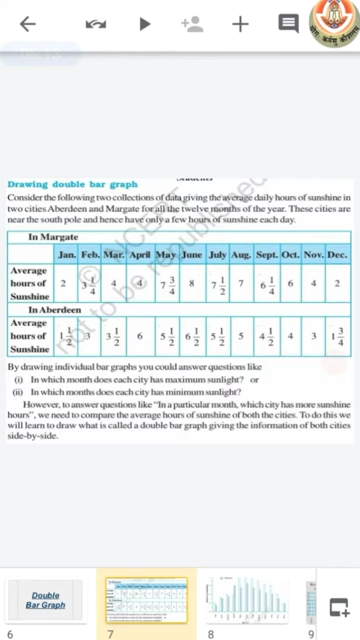 Students
Drawing double bar graph
Consider the following two collections of data giving the average daily hours of sunshine in
two cities Aberdeen and Margate for all the twelve months of the year. These cities are
near the south pole and hence have only a few hours of sunshine each day.
In Margate
Jan. Feb. Mar. April May June July Aug. Sept. Oct. Nov. Dec.
Average hours of Sunshine 2 3 1/4 4 4 7 3/4 8 7 1/2 7 6 1/4 6 4 2
In Aberdeen
Average hours of Sunshine 1 1/2 3 3 1/2 6 5 1/2 6 1/2 5 1/2 5 4 1/2 4 3 1 3/4
By drawing individual bar graphs you could answer questions like
(i) In which month does each city has maximum sunlight? or
(ii) In which months does each city has minimum sunlight?
However, to answer questions like "In a particular month, which city has more sunshine
hours", we need to compare the average hours of sunshine of both the cities. To do this we
will learn to draw what is called a double bar graph giving the information of both cities
side-by-side.
© NCERT
not to be republished
Double
Bar Graph
6 7 8 9